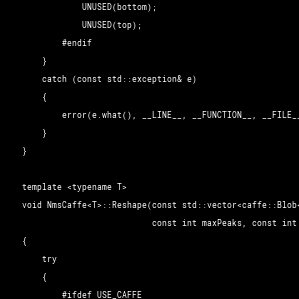 UNUSED(bottom);
UNUSED(top);
#endif
}
catch (const std::exception& e)
{
error(e.what(), __LINE__, __FUNCTION__, __FILE__
}
}
template <typename T>
void NmsCaffe<T>::Reshape(const std::vector<caffe::Blob<
const int maxPeaks, const int
{
try
{
#ifdef USE_CAFFE